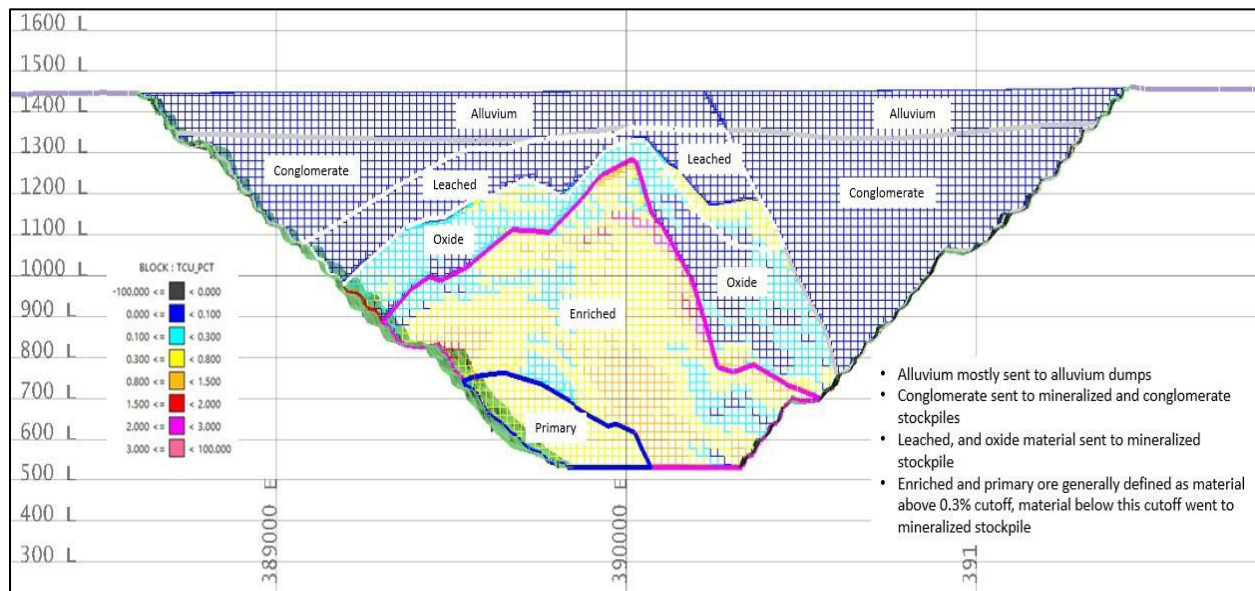 1600 L
1500 L
1400 L
1300 L
1200 L
1100 L
1000 L
900 L
800 L
700 L
600 L
500 L
400 L
300 L
Alluvium
Alluvium
Conglomerate
Leached
Leached
Conglomerate
Oxide
Oxide
Enriched
Primary
BLOCK : TCU_PCT
-100.000 <= < 0.000
0.000 <= < 0.100
0.100 <= < 0.300
0.300 <= < 0.800
0.800 <= < 1.500
1.500 <= < 2.000
2.000 <= < 3.000
3.000 <= < 100.000
• Alluvium mostly sent to alluvium dumps
• Conglomerate sent to mineralized and conglomerate
stockpiles
• Leached, and oxide material sent to mineralized
stockpile
• Enriched and primary ore generally defined as material
above 0.3% cutoff, material below this cutoff went to
mineralized stockpile
389000 E
390000 E
391